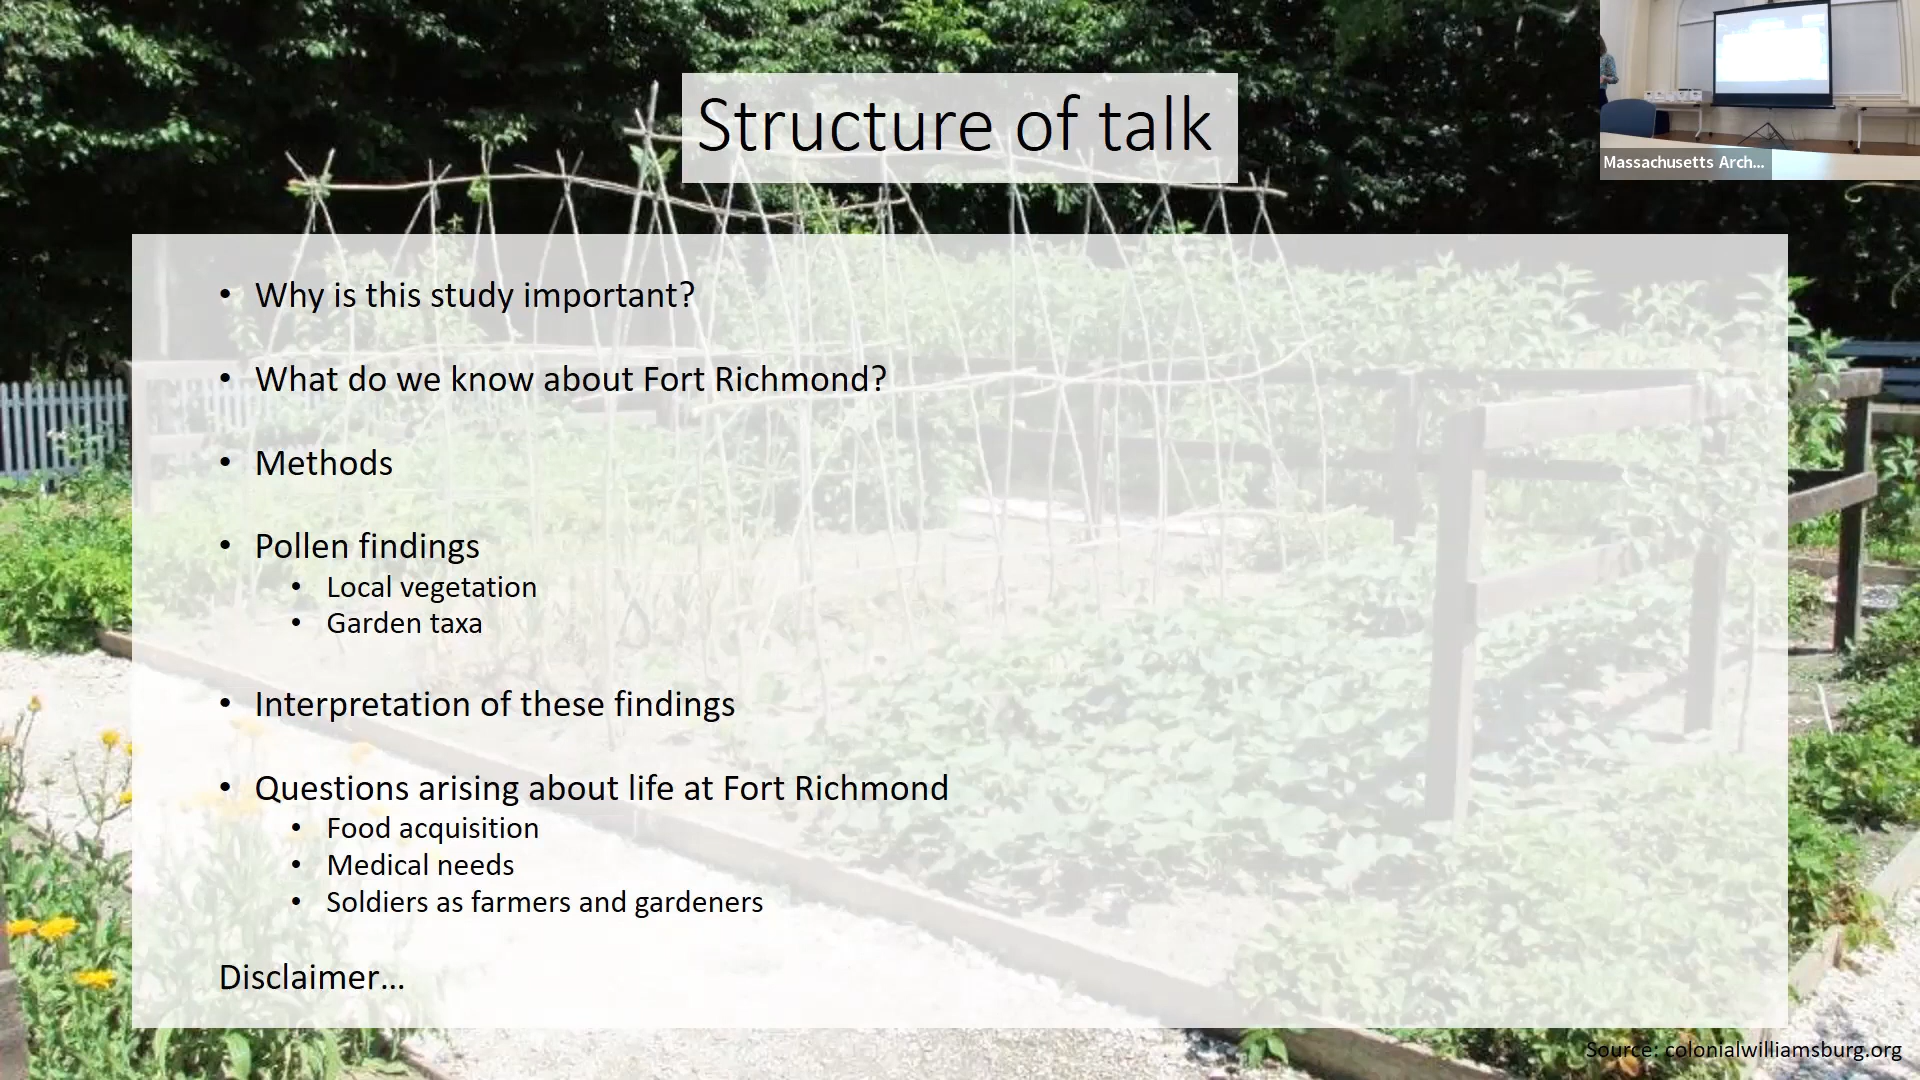 Structure of talk
Massachusetts Arch...
• Why is this study important?
• What do we know about Fort Richmond?
• Methods
• Pollen findings
• Local vegetation
• Garden taxa
• Interpretation of these findings
• Questions arising about life at Fort Richmond
• Food acquisition
• Medical needs
• Soldiers as farmers and gardeners
Disclaimer...
Source: colonialwilliamsburg.org